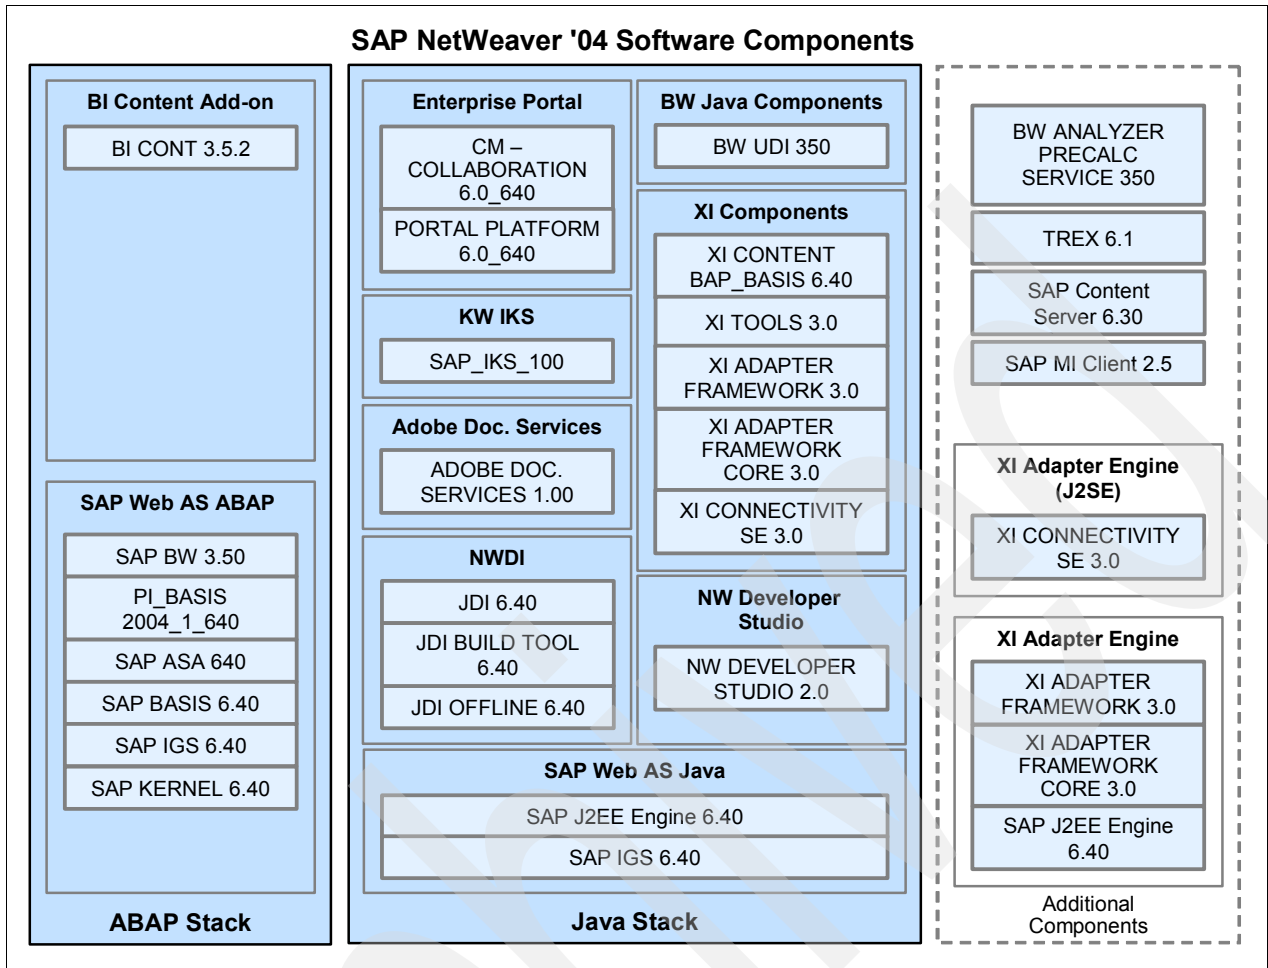 SAP NetWeaver '04 Software Components
BI Content Add-on
BI CONT 3.5.2
SAP Web AS ABAP
SAP BW 3.50
PI_BASIS
2004_1_640
SAP ASA 640
SAP BASIS 6.40
SAP IGS 6.40
SAP KERNEL 6.40
ABAP Stack
Enterprise Portal
CM –
COLLABORATION
6.0_640
PORTAL PLATFORM
6.0_640
KW IKS
SAP_IKS_100
Adobe Doc. Services
ADOBE DOC.
SERVICES 1.00
NWDI
JDI 6.40
JDI BUILD TOOL
6.40
JDI OFFLINE 6.40
BW Java Components
BW UDI 350
XI Components
XI CONTENT
BAP_BASIS 6.40
XI TOOLS 3.0
XI ADAPTER
FRAMEWORK 3.0
XI ADAPTER
FRAMEWORK
CORE 3.0
XI CONNECTIVITY
SE 3.0
NW Developer
Studio
NW DEVELOPER
STUDIO 2.0
SAP Web AS Java
SAP J2EE Engine 6.40
SAP IGS 6.40
Java Stack
BW ANALYZER
PRECALC
SERVICE 350
TREX 6.1
SAP Content
Server 6.30
SAP MI Client 2.5
XI Adapter Engine
(J2SE)
XI CONNECTIVITY
SE 3.0
XI Adapter Engine
XI ADAPTER
FRAMEWORK 3.0
XI ADAPTER
FRAMEWORK
CORE 3.0
SAP J2EE Engine
6.40
Additional
Components